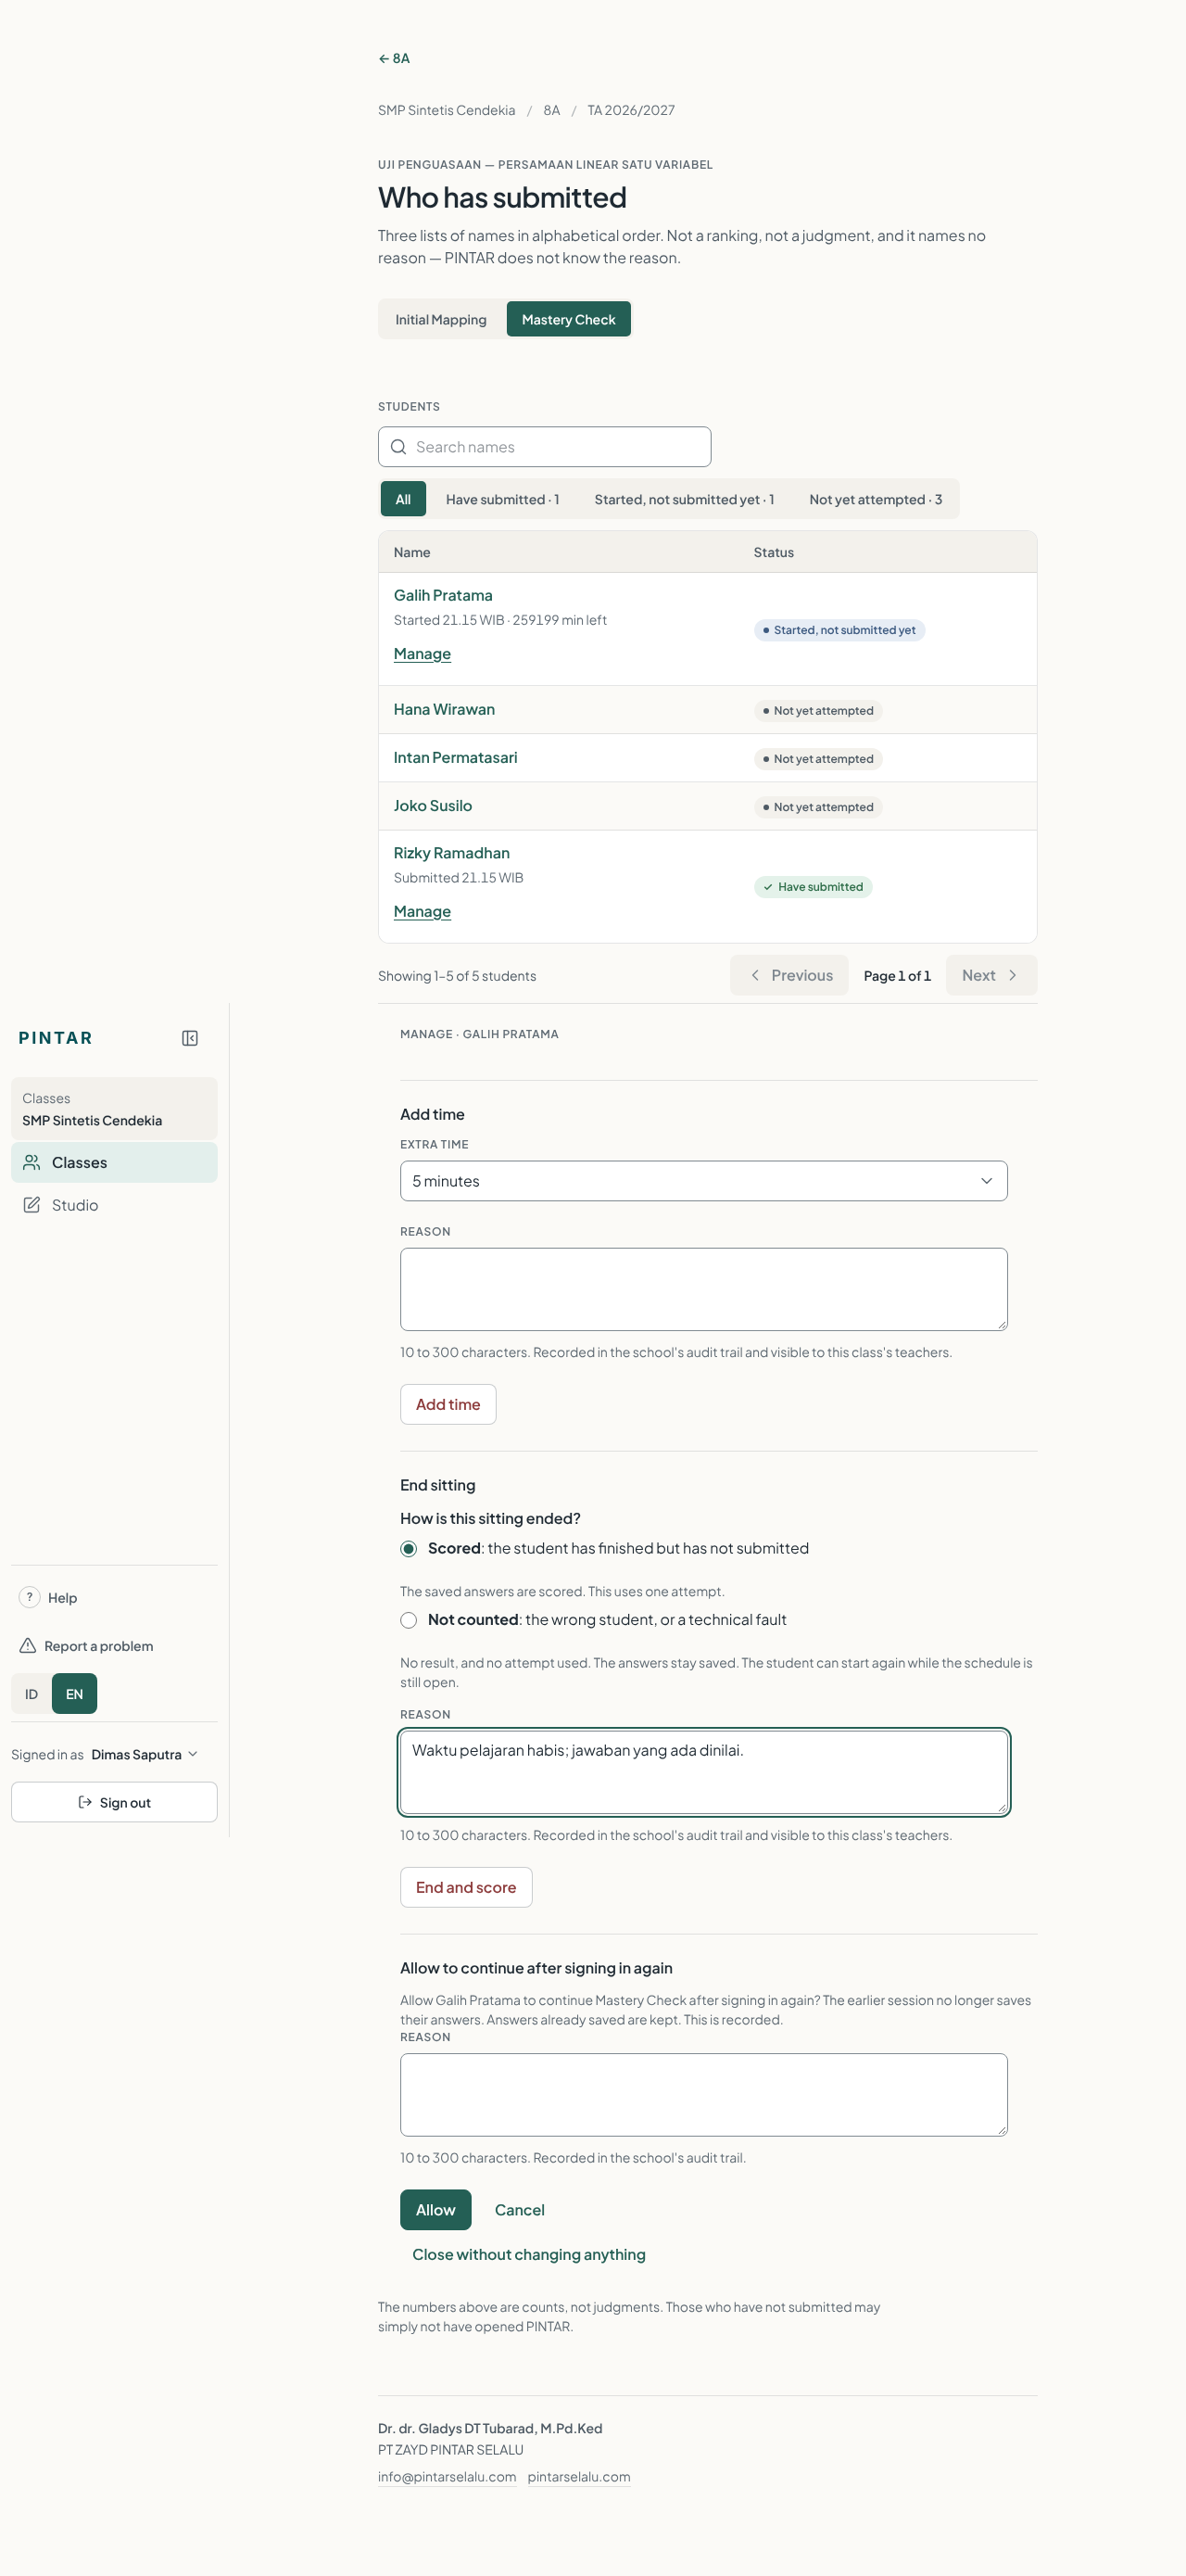 ← 8A
SMP Sintetis Cendekia / 8A / TA 2026/2027
UJI PENGUASAAN — PERSAMAAN LINEAR SATU VARIABEL
Who has submitted
Three lists of names in alphabetical order. Not a ranking, not a judgment, and it names no
reason — PINTAR does not know the reason.
Initial Mapping
Mastery Check
STUDENTS
Search names
All
Have submitted · 1
Started, not submitted yet · 1
Not yet attempted · 3
Name
Status
Galih Pratama
Started 21.15 WIB · 259199 min left
Manage
Started, not submitted yet
Hana Wirawan
Not yet attempted
Intan Permatasari
Not yet attempted
Joko Susilo
Not yet attempted
Rizky Ramadhan
Submitted 21.15 WIB
Manage
Have submitted
Showing 1–5 of 5 students
Previous
Page 1 of 1
Next
PINTAR
Classes
SMP Sintetis Cendekia
Classes
Studio
? Help
Report a problem
ID
EN
Signed in as Dimas Saputra
Sign out
MANAGE · GALIH PRATAMA
Add time
EXTRA TIME
5 minutes
REASON
10 to 300 characters. Recorded in the school's audit trail and visible to this class's teachers.
Add time
End sitting
How is this sitting ended?
Scored: the student has finished but has not submitted
The saved answers are scored. This uses one attempt.
Not counted: the wrong student, or a technical fault
No result, and no attempt used. The answers stay saved. The student can start again while the schedule is
still open.
REASON
Waktu pelajaran habis; jawaban yang ada dinilai.
10 to 300 characters. Recorded in the school's audit trail and visible to this class's teachers.
End and score
Allow to continue after signing in again
Allow Galih Pratama to continue Mastery Check after signing in again? The earlier session no longer saves
their answers. Answers already saved are kept. This is recorded.
REASON
10 to 300 characters. Recorded in the school's audit trail.
Allow
Cancel
Close without changing anything
The numbers above are counts, not judgments. Those who have not submitted may
simply not have opened PINTAR.
Dr. dr. Gladys DT Tubarad, M.Pd.Ked
PT ZAYD PINTAR SELALU
info@pintarselalu.com pintarselalu.com